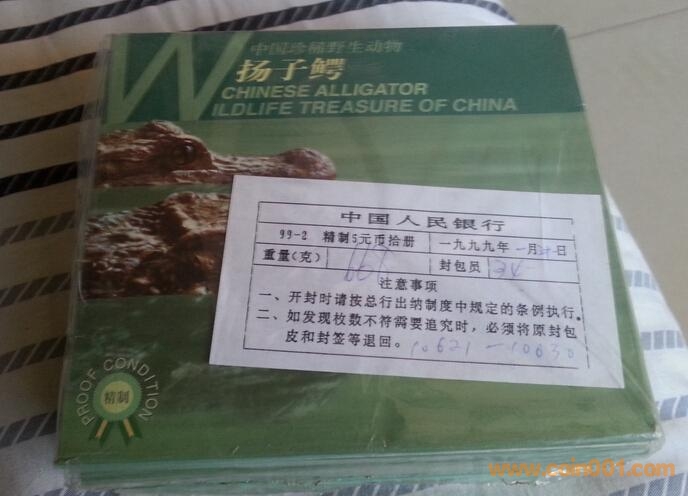 中国珍稀野生动物
扬子鳄
CHINESE ALLIGATOR
WILDLIFE TREASURE OF CHINA
中国人民银行
99-2 精制5元币拾册 一九九九年一月 日
重量(克) 661 封包员
注意事项
一、开封时请按总行出纳制度中规定的条例执行。
二、如发现枚数不符需要追究时，必须将原封包
皮和封签等退回。 10621-10630
PROOF CONDITION
精制
www.coin001.com